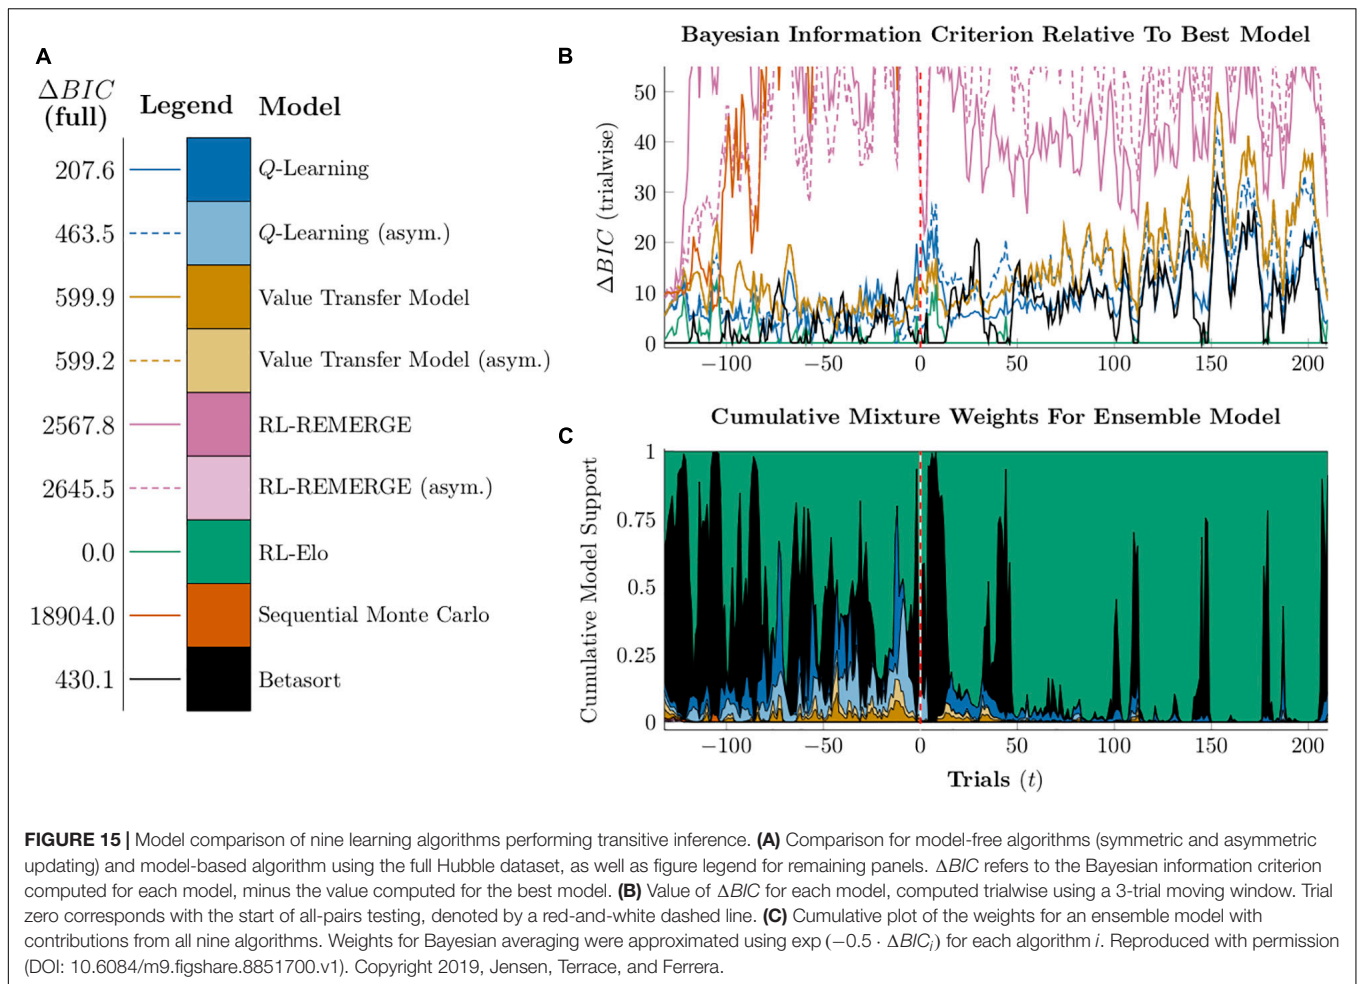 A
ΔBIC
(full)
Legend
Model
207.6
Q-Learning
463.5
Q-Learning (asym.)
599.9
Value Transfer Model
599.2
Value Transfer Model (asym.)
2567.8
RL-REMERGE
2645.5
RL-REMERGE (asym.)
0.0
RL-Elo
18904.0
Sequential Monte Carlo
430.1
Betasort
B
Bayesian Information Criterion Relative To Best Model
ΔBIC (trialwise)
50
40
30
20
10
0
−100 −50 0 50 100 150 200
C
Cumulative Mixture Weights For Ensemble Model
Cumulative Model Support
1
0.75
0.5
0.25
0
−100 −50 0 50 100 150 200
Trials (t)
FIGURE 15 | Model comparison of nine learning algorithms performing transitive inference. (A) Comparison for model-free algorithms (symmetric and asymmetric
updating) and model-based algorithm using the full Hubble dataset, as well as figure legend for remaining panels. ΔBIC refers to the Bayesian information criterion
computed for each model, minus the value computed for the best model. (B) Value of ΔBIC for each model, computed trialwise using a 3-trial moving window. Trial
zero corresponds with the start of all-pairs testing, denoted by a red-and-white dashed line. (C) Cumulative plot of the weights for an ensemble model with
contributions from all nine algorithms. Weights for Bayesian averaging were approximated using exp (−0.5 · ΔBICᵢ) for each algorithm i. Reproduced with permission
(DOI: 10.6084/m9.figshare.8851700.v1). Copyright 2019, Jensen, Terrace, and Ferrera.